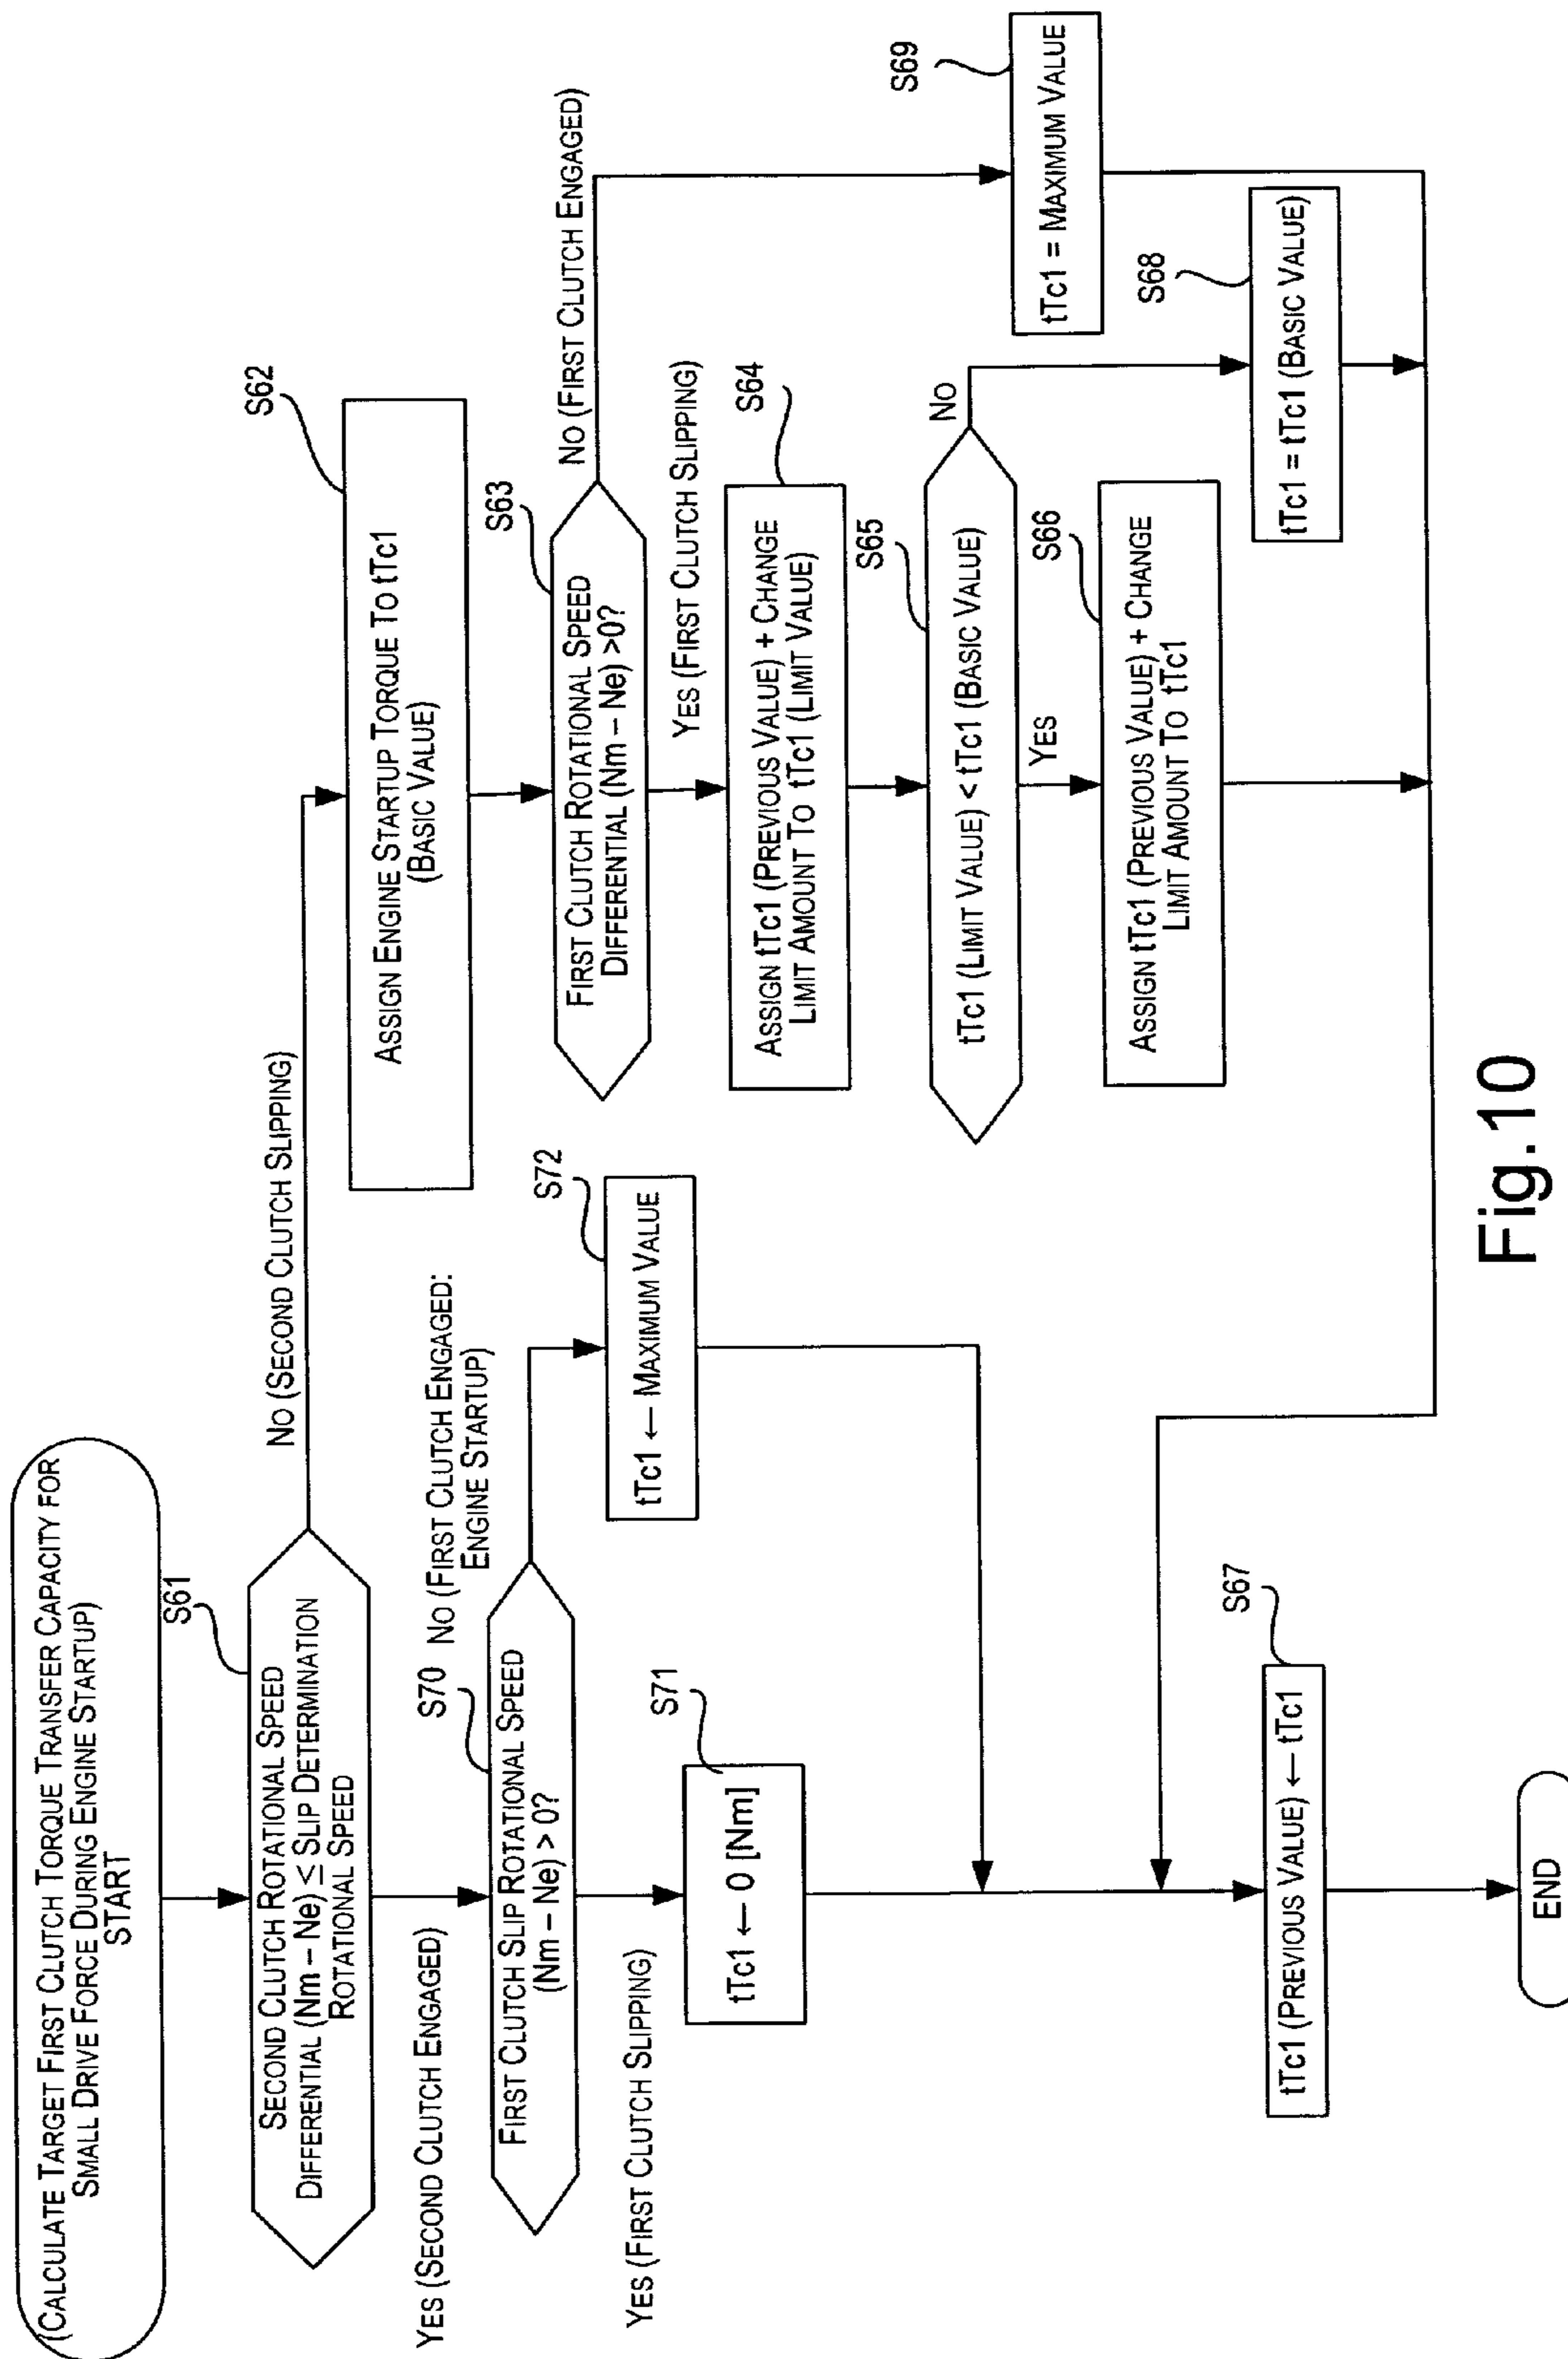 (CALCULATE TARGET FIRST CLUTCH TORQUE TRANSFER CAPACITY FOR
SMALL DRIVE FORCE DURING ENGINE STARTUP)
START
S61
SECOND CLUTCH ROTATIONAL SPEED
DIFFERENTIAL (Nm – Ne) ≤ SLIP DETERMINATION
ROTATIONAL SPEED
NO (SECOND CLUTCH SLIPPING)
YES (SECOND CLUTCH ENGAGED)
S70
FIRST CLUTCH SLIP ROTATIONAL SPEED
(Nm – Ne) > 0?
NO (FIRST CLUTCH ENGAGED:
ENGINE STARTUP)
YES (FIRST CLUTCH SLIPPING)
S71
tTc1 ← 0 [Nm]
S72
tTc1 ← MAXIMUM VALUE
S62
ASSIGN ENGINE STARTUP TORQUE TO tTc1
(BASIC VALUE)
S63
FIRST CLUTCH ROTATIONAL SPEED
DIFFERENTIAL (Nm – Ne) >0?
NO (FIRST CLUTCH ENGAGED)
YES (FIRST CLUTCH SLIPPING)
S64
ASSIGN tTc1 (PREVIOUS VALUE) + CHANGE
LIMIT AMOUNT TO tTc1 (LIMIT VALUE)
S65
tTc1 (LIMIT VALUE) < tTc1 (BASIC VALUE)
NO
YES
S66
ASSIGN tTc1 (PREVIOUS VALUE) + CHANGE
LIMIT AMOUNT TO tTc1
S69
tTc1 = MAXIMUM VALUE
S68
tTc1 = tTc1 (BASIC VALUE)
S67
tTc1 (PREVIOUS VALUE) ← tTc1
END
Fig.10